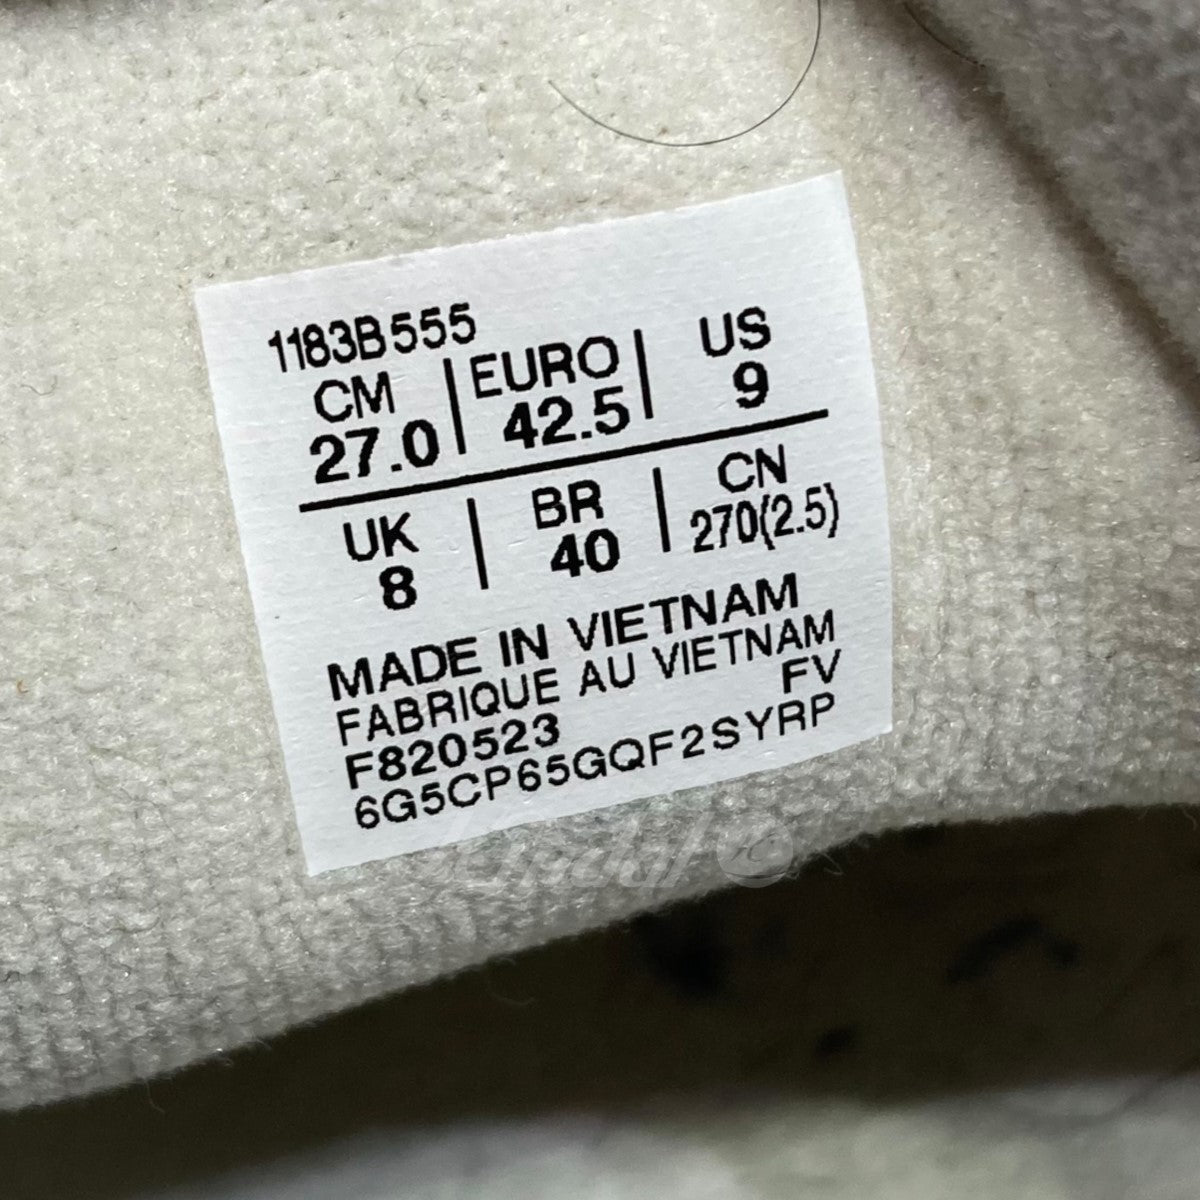 1183B555
CM | EURO | US
27.0 | 42.5 | 9
UK | BR | CN
8 | 40 | 270(2.5)
MADE IN VIETNAM
FABRIQUE AU VIETNAM
F820523 FV
6G5CP65GQF2SYRP
Kindal